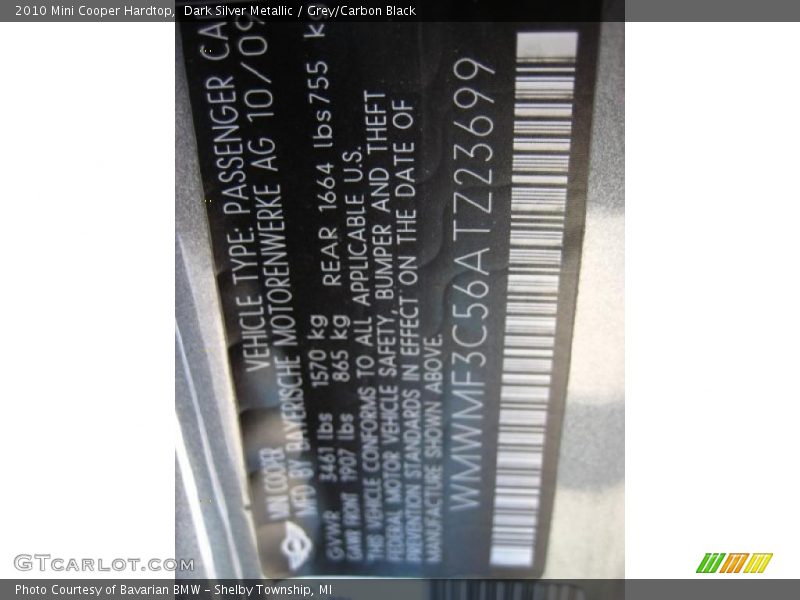 2010 Mini Cooper Hardtop,  Dark Silver Metallic / Grey/Carbon Black
MINI COOPER VEHICLE TYPE: PASSENGER CAR
MFD BY BAYERISCHE MOTORENWERKE AG 10/09
GVWR 3461 lbs 1570 kg REAR 1664 lbs 755 kg
GAWR FRONT 1907 lbs 865 kg
THIS VEHICLE CONFORMS TO ALL APPLICABLE U.S.
FEDERAL MOTOR VEHICLE SAFETY, BUMPER AND THEFT
PREVENTION STANDARDS IN EFFECT ON THE DATE OF
MANUFACTURE SHOWN ABOVE.
WMWMF3C56ATZ23699
GTCARLOT.COM
Photo Courtesy of Bavarian BMW – Shelby Township, MI